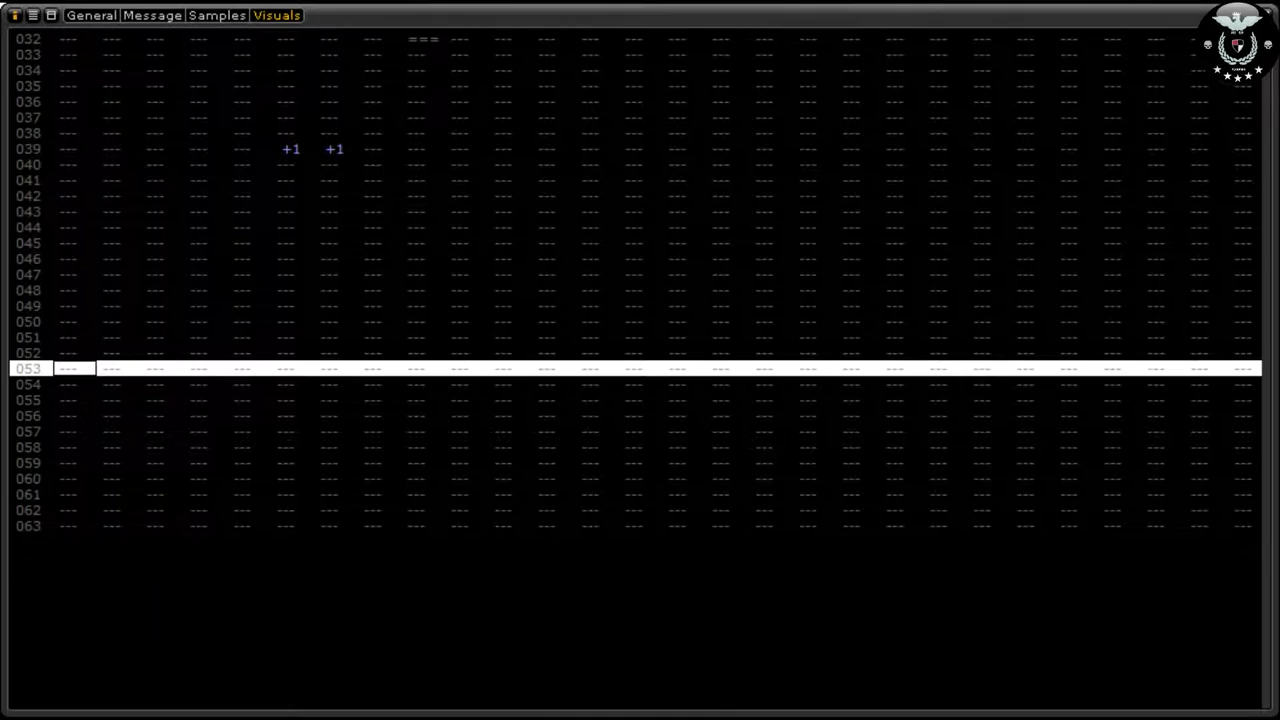 General Message Samples Visuals
032 --- --- --- --- --- --- --- --- === --- --- --- --- --- --- --- --- --- --- --- --- --- --- --- --- ---
033 --- --- --- --- --- --- --- --- --- --- --- --- --- --- --- --- --- --- --- --- --- --- --- --- --- ---
034 --- --- --- --- --- --- --- --- --- --- --- --- --- --- --- --- --- --- --- --- --- --- --- --- --- ---
035 --- --- --- --- --- --- --- --- --- --- --- --- --- --- --- --- --- --- --- --- --- --- --- --- --- --- --- ---
036 --- --- --- --- --- --- --- --- --- --- --- --- --- --- --- --- --- --- --- --- --- --- --- --- --- --- --- ---
037 --- --- --- --- --- --- --- --- --- --- --- --- --- --- --- --- --- --- --- --- --- --- --- --- --- --- --- ---
038 --- --- --- --- --- --- --- --- --- --- --- --- --- --- --- --- --- --- --- --- --- --- --- --- --- --- --- ---
039 --- --- --- --- --- +1 +1 --- --- --- --- --- --- --- --- --- --- --- --- --- --- --- --- --- --- --- --- ---
040 --- --- --- --- --- --- --- --- --- --- --- --- --- --- --- --- --- --- --- --- --- --- --- --- --- --- --- ---
041 --- --- --- --- --- --- --- --- --- --- --- --- --- --- --- --- --- --- --- --- --- --- --- --- --- --- --- ---
042 --- --- --- --- --- --- --- --- --- --- --- --- --- --- --- --- --- --- --- --- --- --- --- --- --- --- --- ---
043 --- --- --- --- --- --- --- --- --- --- --- --- --- --- --- --- --- --- --- --- --- --- --- --- --- --- --- ---
044 --- --- --- --- --- --- --- --- --- --- --- --- --- --- --- --- --- --- --- --- --- --- --- --- --- --- --- ---
045 --- --- --- --- --- --- --- --- --- --- --- --- --- --- --- --- --- --- --- --- --- --- --- --- --- --- --- ---
046 --- --- --- --- --- --- --- --- --- --- --- --- --- --- --- --- --- --- --- --- --- --- --- --- --- --- --- ---
047 --- --- --- --- --- --- --- --- --- --- --- --- --- --- --- --- --- --- --- --- --- --- --- --- --- --- --- ---
048 --- --- --- --- --- --- --- --- --- --- --- --- --- --- --- --- --- --- --- --- --- --- --- --- --- --- --- ---
049 --- --- --- --- --- --- --- --- --- --- --- --- --- --- --- --- --- --- --- --- --- --- --- --- --- --- --- ---
050 --- --- --- --- --- --- --- --- --- --- --- --- --- --- --- --- --- --- --- --- --- --- --- --- --- --- --- ---
051 --- --- --- --- --- --- --- --- --- --- --- --- --- --- --- --- --- --- --- --- --- --- --- --- --- --- --- ---
052 --- --- --- --- --- --- --- --- --- --- --- --- --- --- --- --- --- --- --- --- --- --- --- --- --- --- --- ---
053 --- --- --- --- --- --- --- --- --- --- --- --- --- --- --- --- --- --- --- --- --- --- --- --- --- --- --- ---
054 --- --- --- --- --- --- --- --- --- --- --- --- --- --- --- --- --- --- --- --- --- --- --- --- --- --- --- ---
055 --- --- --- --- --- --- --- --- --- --- --- --- --- --- --- --- --- --- --- --- --- --- --- --- --- --- --- ---
056 --- --- --- --- --- --- --- --- --- --- --- --- --- --- --- --- --- --- --- --- --- --- --- --- --- --- --- ---
057 --- --- --- --- --- --- --- --- --- --- --- --- --- --- --- --- --- --- --- --- --- --- --- --- --- --- --- ---
058 --- --- --- --- --- --- --- --- --- --- --- --- --- --- --- --- --- --- --- --- --- --- --- --- --- --- --- ---
059 --- --- --- --- --- --- --- --- --- --- --- --- --- --- --- --- --- --- --- --- --- --- --- --- --- --- --- ---
060 --- --- --- --- --- --- --- --- --- --- --- --- --- --- --- --- --- --- --- --- --- --- --- --- --- --- --- ---
061 --- --- --- --- --- --- --- --- --- --- --- --- --- --- --- --- --- --- --- --- --- --- --- --- --- --- --- ---
062 --- --- --- --- --- --- --- --- --- --- --- --- --- --- --- --- --- --- --- --- --- --- --- --- --- --- --- ---
063 --- --- --- --- --- --- --- --- --- --- --- --- --- --- --- --- --- --- --- --- --- --- --- --- --- --- --- ---